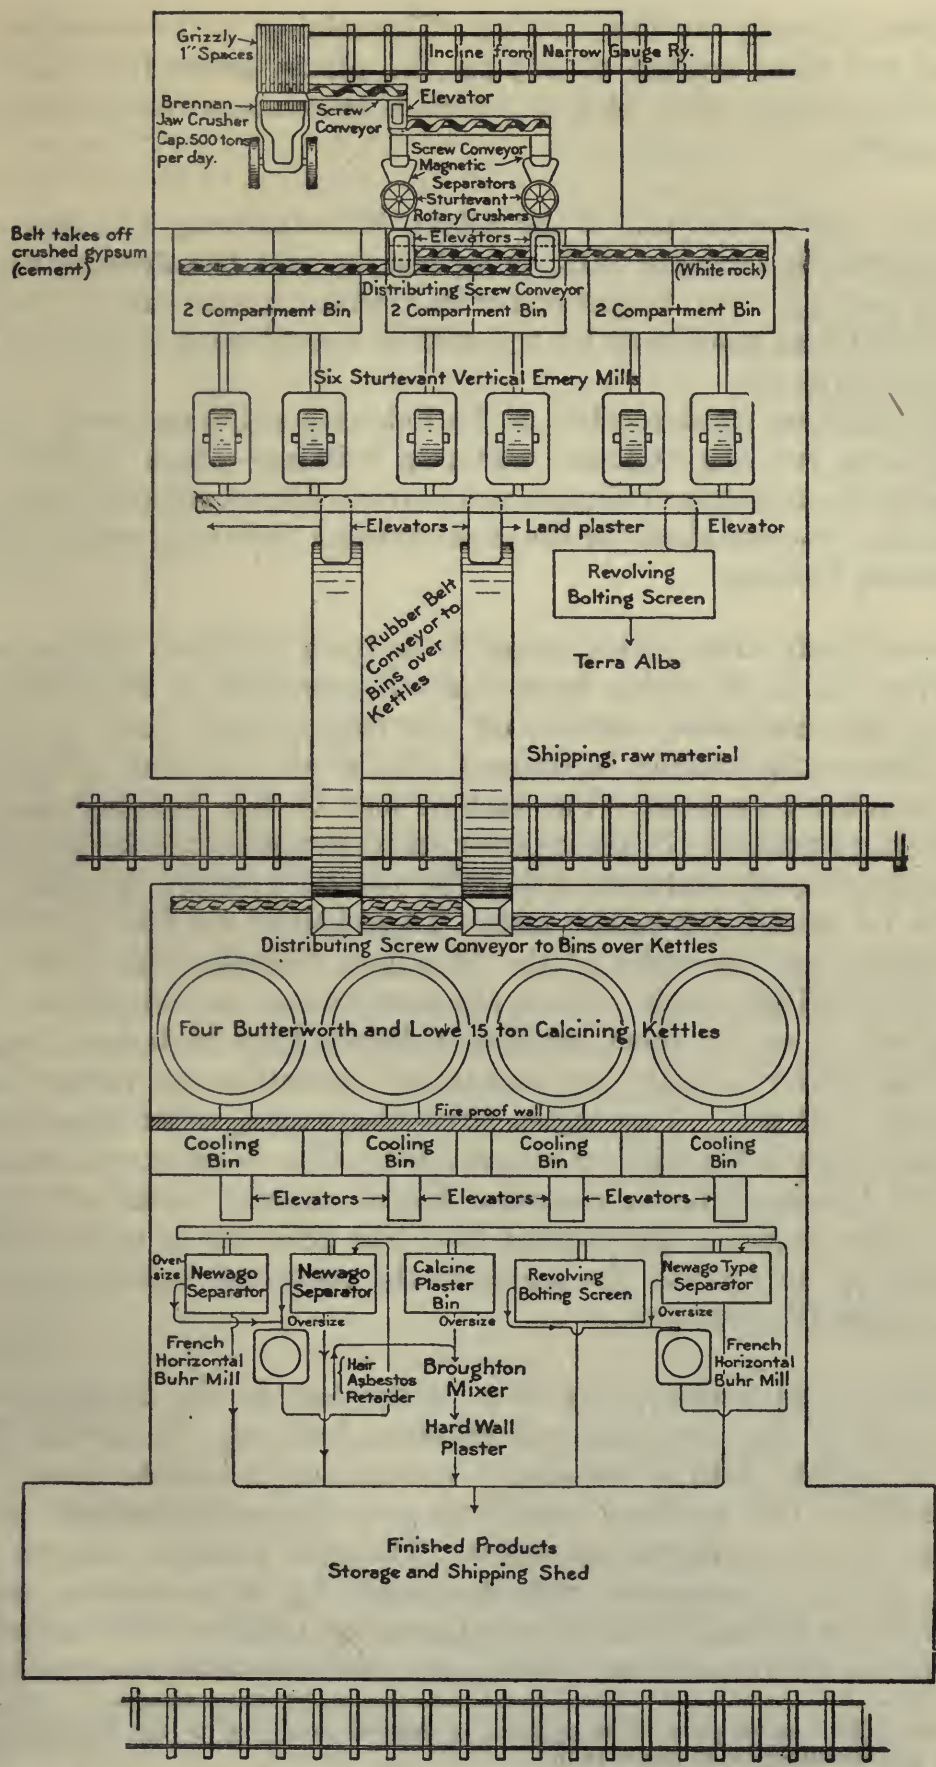 Grizzly
1" Spaces
Incline from Narrow Gauge Ry.
Brennan
Jaw Crusher
Cap. 500 tons
per day.
Screw
Conveyor
Elevator
Screw Conveyor
Magnetic
Separators
Sturtevant
Rotary Crushers
Belt takes off
crushed gypsum
(cement)
Elevators
(White rock)
Distributing Screw Conveyor
2 Compartment Bin
2 Compartment Bin
2 Compartment Bin
Six Sturtevant Vertical Emery Mills
Elevators
Land plaster
Elevator
Revolving
Bolting Screen
Terra Alba
Rubber Belt
Conveyor to
Bins over
Kettles
Shipping, raw material
Distributing Screw Conveyor to Bins over Kettles
Four Butterworth and Lowe 15 ton Calcining Kettles
Fire proof wall
Cooling
Bin
Cooling
Bin
Cooling
Bin
Cooling
Bin
Elevators
Elevators
Elevators
Over-
size
Newago
Separator
Newago
Separator
Calcine
Plaster
Bin
Revolving
Bolting Screen
Newago Type
Separator
Oversize
Oversize
Oversize
French
Horizontal
Buhr Mill
Hair
Asbestos
Retarder
Broughton
Mixer
French
Horizontal
Buhr Mill
Hard Wall
Plaster
Finished Products
Storage and Shipping Shed